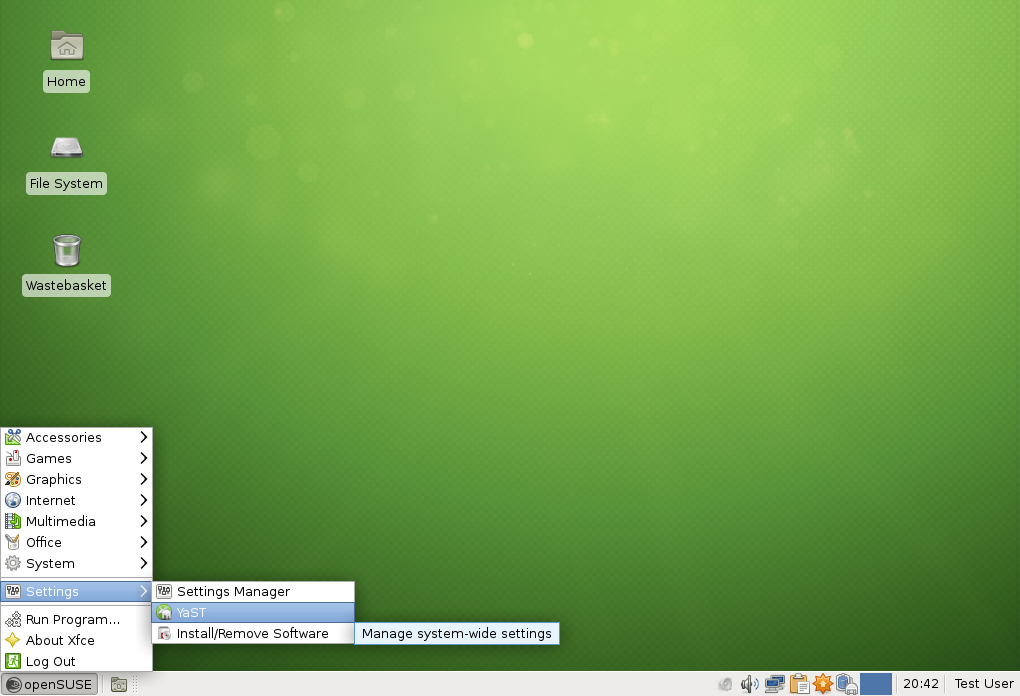 Home
File System
Wastebasket
Accessories
Games
Graphics
Internet
Multimedia
Office
System
Settings
Settings Manager
YaST
Install/Remove Software
Manage system-wide settings
Run Program...
About Xfce
Log Out
openSUSE
20:42
Test User